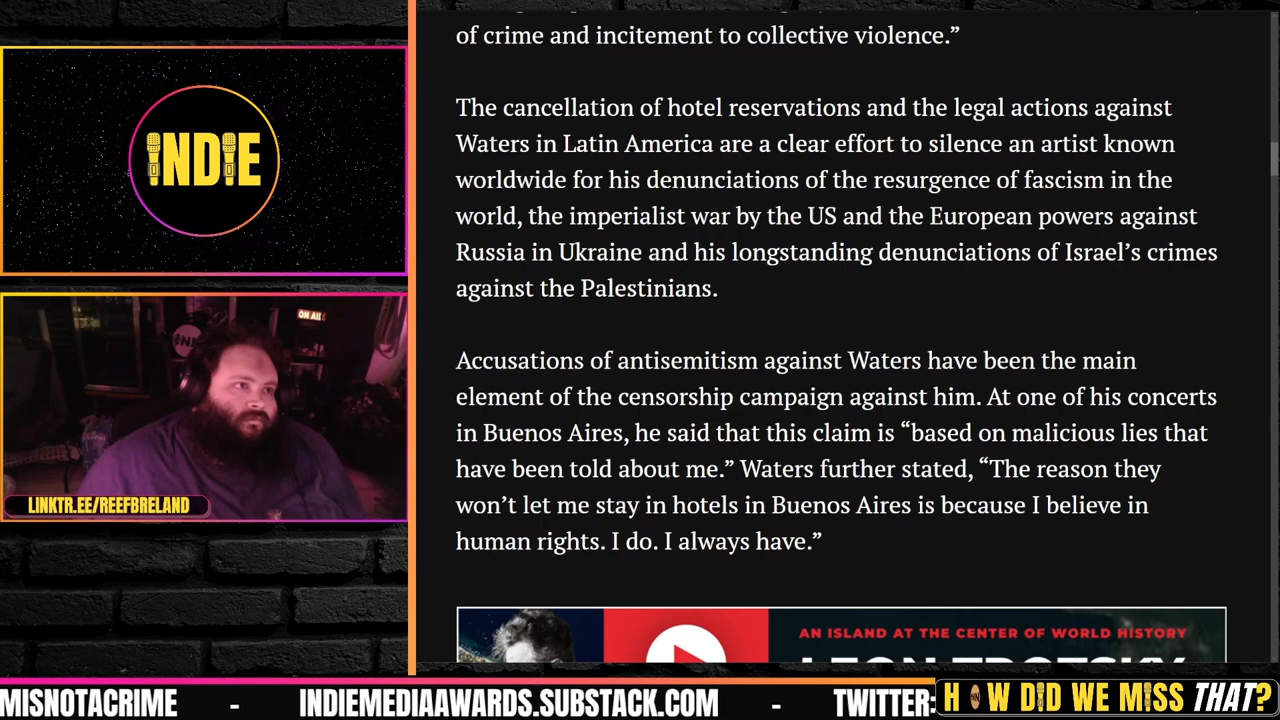 INDIE
ON AIR
LINKTR.EE/REEFBRELAND
of crime and incitement to collective violence.”
The cancellation of hotel reservations and the legal actions against
Waters in Latin America are a clear effort to silence an artist known
worldwide for his denunciations of the resurgence of fascism in the
world, the imperialist war by the US and the European powers against
Russia in Ukraine and his longstanding denunciations of Israel’s crimes
against the Palestinians.
Accusations of antisemitism against Waters have been the main
element of the censorship campaign against him. At one of his concerts
in Buenos Aires, he said that this claim is “based on malicious lies that
have been told about me.” Waters further stated, “The reason they
won’t let me stay in hotels in Buenos Aires is because I believe in
human rights. I do. I always have.”
AN ISLAND AT THE CENTER OF WORLD HISTORY
LEON TROTSKY
MISNOTACRIME - INDIEMEDIAAWARDS.SUBSTACK.COM - TWITTER:
HOW DID WE MISS THAT?